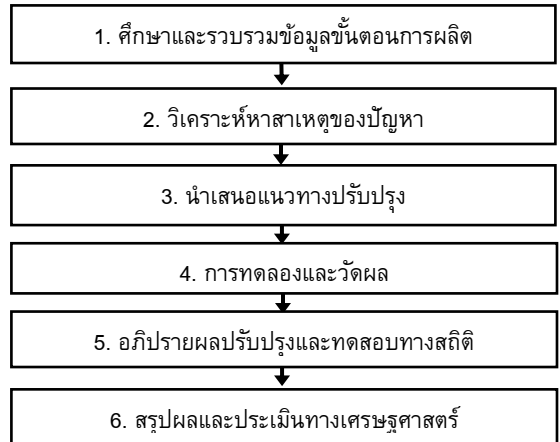 1. ศึกษาและรวบรวมข้อมูลขั้นตอนการผลิต
2. วิเคราะห์หาสาเหตุของปัญหา
3. นำเสนอแนวทางปรับปรุง
4. การทดลองและวัดผล
5. อภิปรายผลปรับปรุงและทดสอบทางสถิติ
6. สรุปผลและประเมินทางเศรษฐศาสตร์